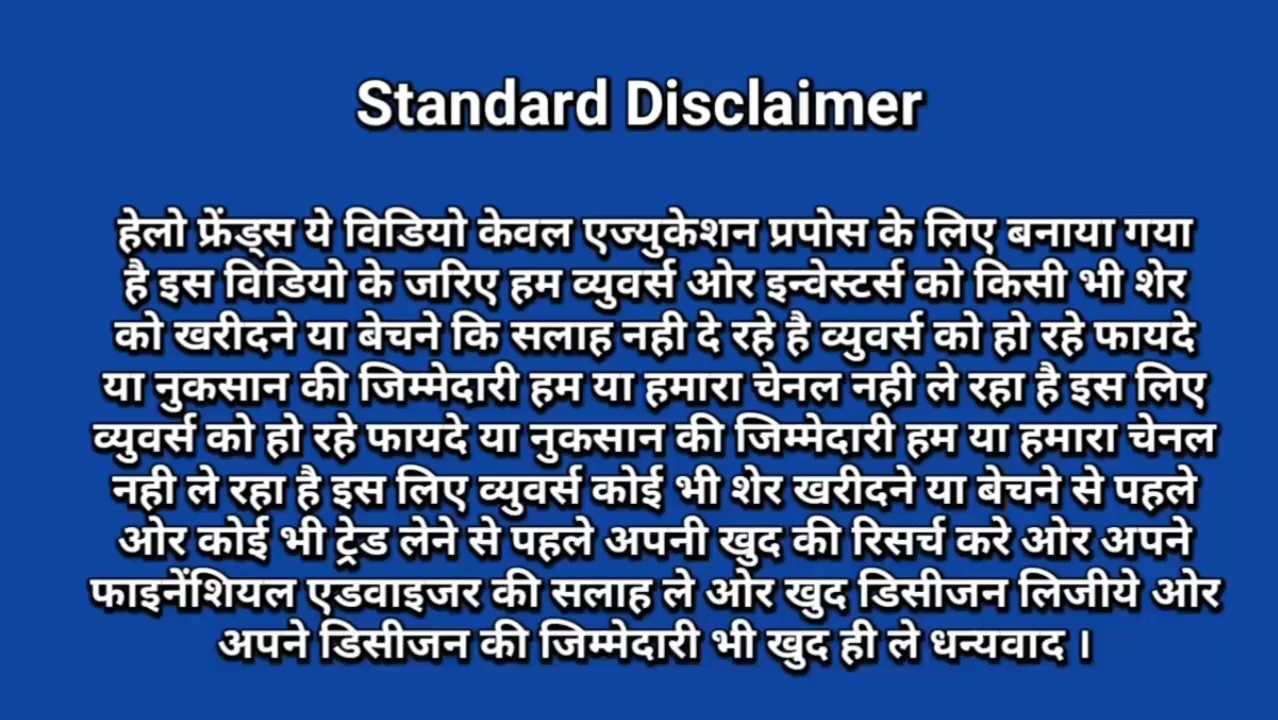 Standard Disclaimer
हेलो फ्रेंड्स ये विडियो केवल एज्युकेशन प्रपोस के लिए बनाया गया
है इस विडियो के जरिए हम व्युवर्स ओर इन्वेस्टर्स को किसी भी शेर
को खरीदने या बेचने कि सलाह नही दे रहे है व्युवर्स को हो रहे फायदे
या नुकसान की जिम्मेदारी हम या हमारा चेनल नही ले रहा है इस लिए
व्युवर्स को हो रहे फायदे या नुकसान की जिम्मेदारी हम या हमारा चेनल
नही ले रहा है इस लिए व्युवर्स कोई भी शेर खरीदने या बेचने से पहले
ओर कोई भी ट्रेड लेने से पहले अपनी खुद की रिसर्च करे ओर अपने
फाइनेंशियल एडवाइजर की सलाह ले ओर खुद डिसीजन लिजीये ओर
अपने डिसीजन की जिम्मेदारी भी खुद ही ले धन्यवाद ।